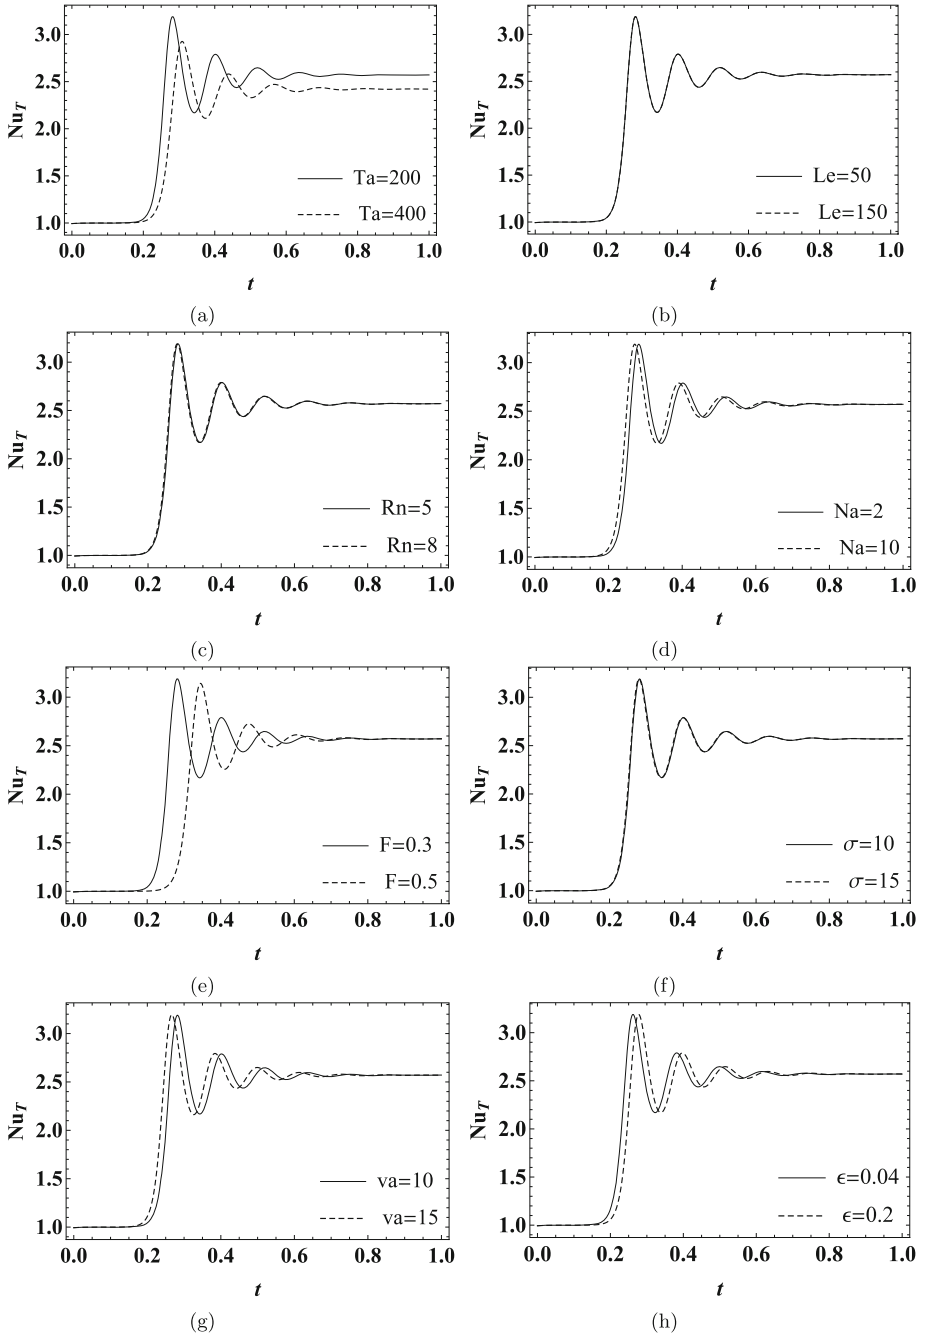 3.0
2.5
2.0
1.5
1.0
Nu_T
Ta=200
Ta=400
0.0 0.2 0.4 0.6 0.8 1.0
t
(a)
3.0
2.5
2.0
1.5
1.0
Nu_T
Le=50
Le=150
0.0 0.2 0.4 0.6 0.8 1.0
t
(b)
3.0
2.5
2.0
1.5
1.0
Nu_T
Rn=5
Rn=8
0.0 0.2 0.4 0.6 0.8 1.0
t
(c)
3.0
2.5
2.0
1.5
1.0
Nu_T
Na=2
Na=10
0.0 0.2 0.4 0.6 0.8 1.0
t
(d)
3.0
2.5
2.0
1.5
1.0
Nu_T
F=0.3
F=0.5
0.0 0.2 0.4 0.6 0.8 1.0
t
(e)
3.0
2.5
2.0
1.5
1.0
Nu_T
σ=10
σ=15
0.0 0.2 0.4 0.6 0.8 1.0
t
(f)
3.0
2.5
2.0
1.5
1.0
Nu_T
va=10
va=15
0.0 0.2 0.4 0.6 0.8 1.0
t
(g)
3.0
2.5
2.0
1.5
1.0
Nu_T
ϵ=0.04
ϵ=0.2
0.0 0.2 0.4 0.6 0.8 1.0
t
(h)